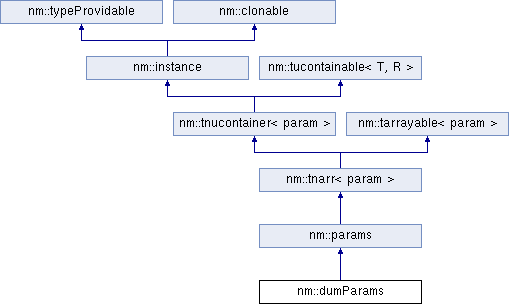 nm::typeProvidable
nm::clonable
nm::instance
nm::tucontainable< T, R >
nm::tnucontainer< param >
nm::tarrayable< param >
nm::tnarr< param >
nm::params
nm::dumParams